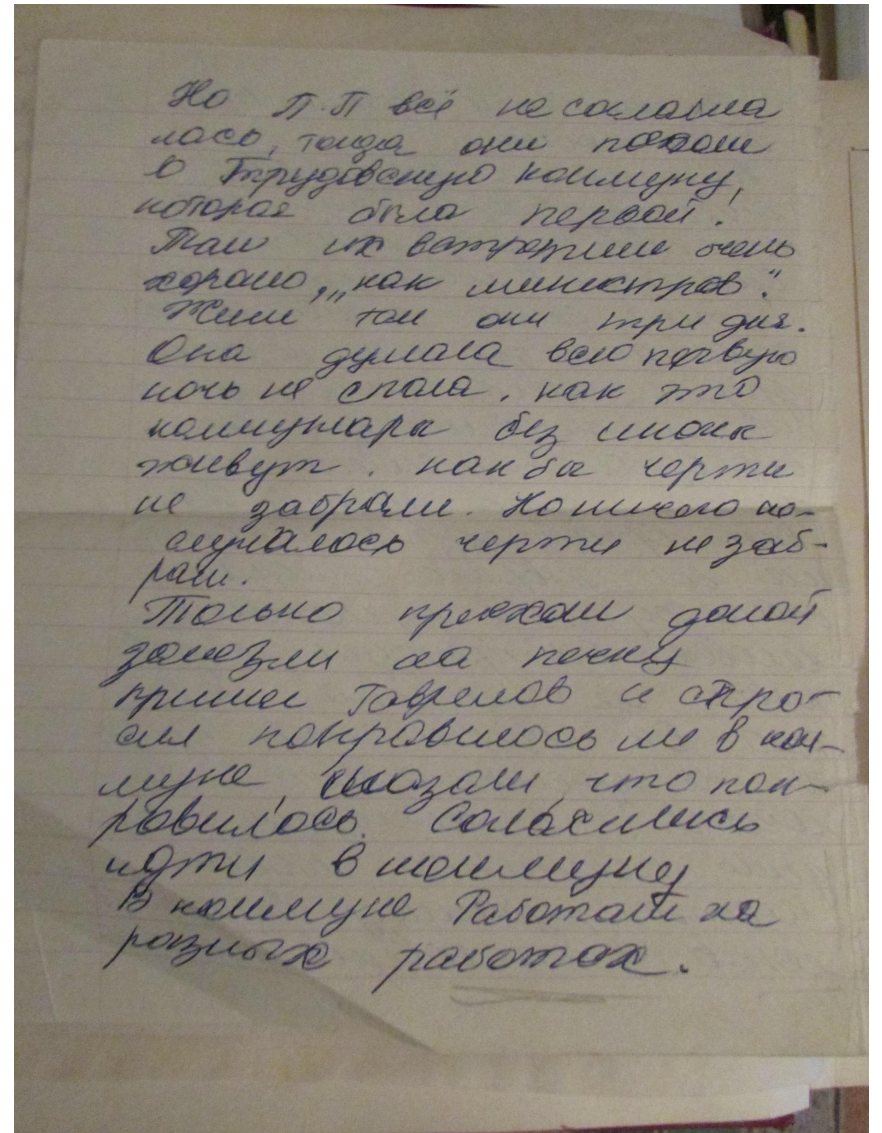 Но П.П всё не соглаша
лась, тогда они поехали
в Трудовскую коммуну,
которая была первой!
Там их встретили очень
хорошо, „как министров".
Жили там они три дня.
Она думала всю первую
ночь не спала, как это
коммунары без иконы
живут. как бы черти
не забрали. Но ничего не
случалось черти не заб-
рали.
Только приехали домой
залезли на печку
пришел Гаврилов и спро-
сил понравилось ли в ком-
муне, сказали, что пон-
равилось. Согласились
идти в коммуну
В коммуне Работали на
разных работах.